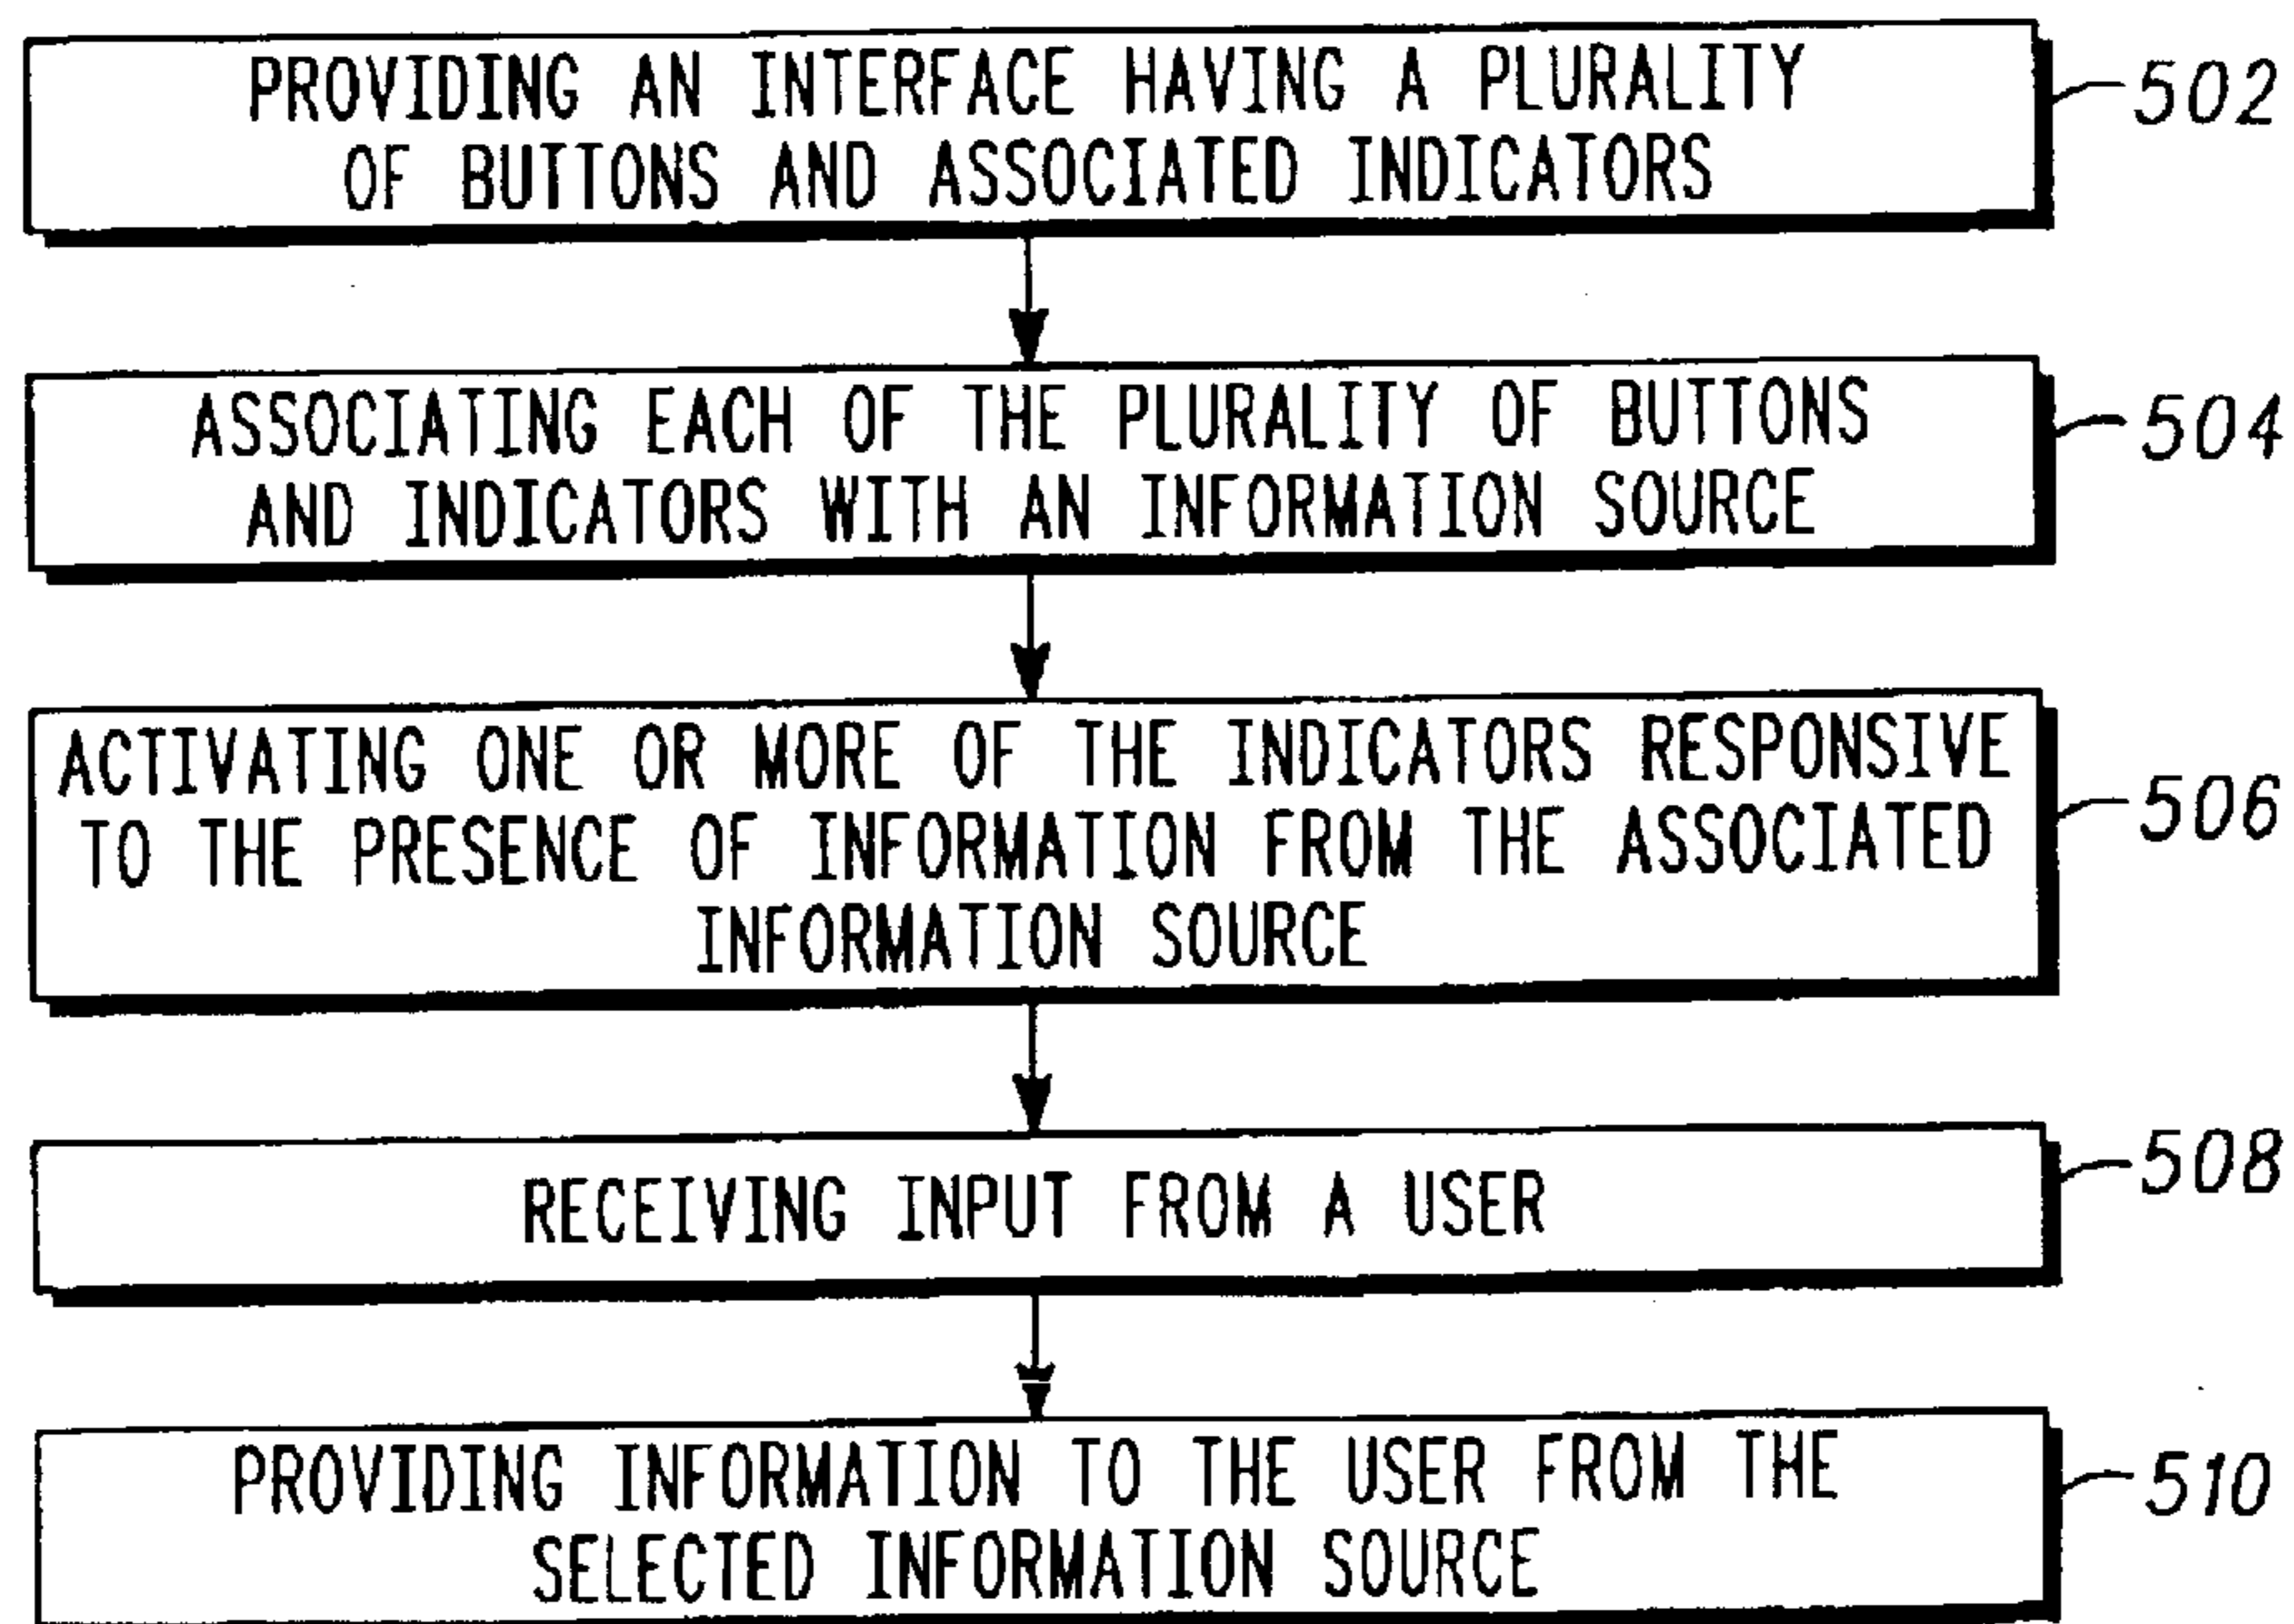 PROVIDING AN INTERFACE HAVING A PLURALITY
OF BUTTONS AND ASSOCIATED INDICATORS
502
ASSOCIATING EACH OF THE PLURALITY OF BUTTONS
AND INDICATORS WITH AN INFORMATION SOURCE
504
ACTIVATING ONE OR MORE OF THE INDICATORS RESPONSIVE
TO THE PRESENCE OF INFORMATION FROM THE ASSOCIATED
INFORMATION SOURCE
506
RECEIVING INPUT FROM A USER
508
PROVIDING INFORMATION TO THE USER FROM THE
SELECTED INFORMATION SOURCE
510